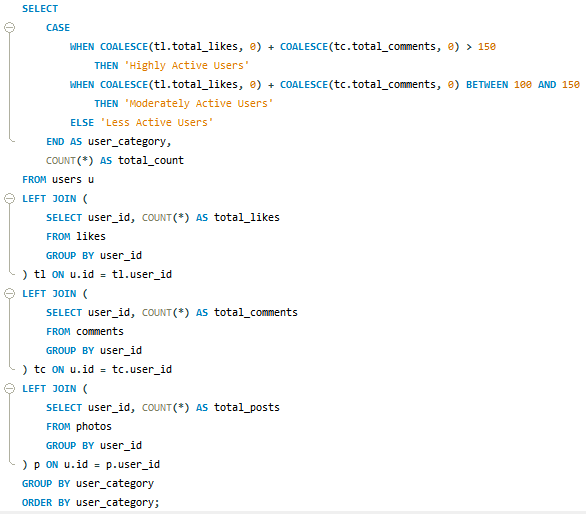 SELECT
    CASE
        WHEN COALESCE(tl.total_likes, 0) + COALESCE(tc.total_comments, 0) > 150
            THEN 'Highly Active Users'
        WHEN COALESCE(tl.total_likes, 0) + COALESCE(tc.total_comments, 0) BETWEEN 100 AND 150
            THEN 'Moderately Active Users'
        ELSE 'Less Active Users'
    END AS user_category,
    COUNT(*) AS total_count
FROM users u
LEFT JOIN (
    SELECT user_id, COUNT(*) AS total_likes
    FROM likes
    GROUP BY user_id
) tl ON u.id = tl.user_id
LEFT JOIN (
    SELECT user_id, COUNT(*) AS total_comments
    FROM comments
    GROUP BY user_id
) tc ON u.id = tc.user_id
LEFT JOIN (
    SELECT user_id, COUNT(*) AS total_posts
    FROM photos
    GROUP BY user_id
) p ON u.id = p.user_id
GROUP BY user_category
ORDER BY user_category;